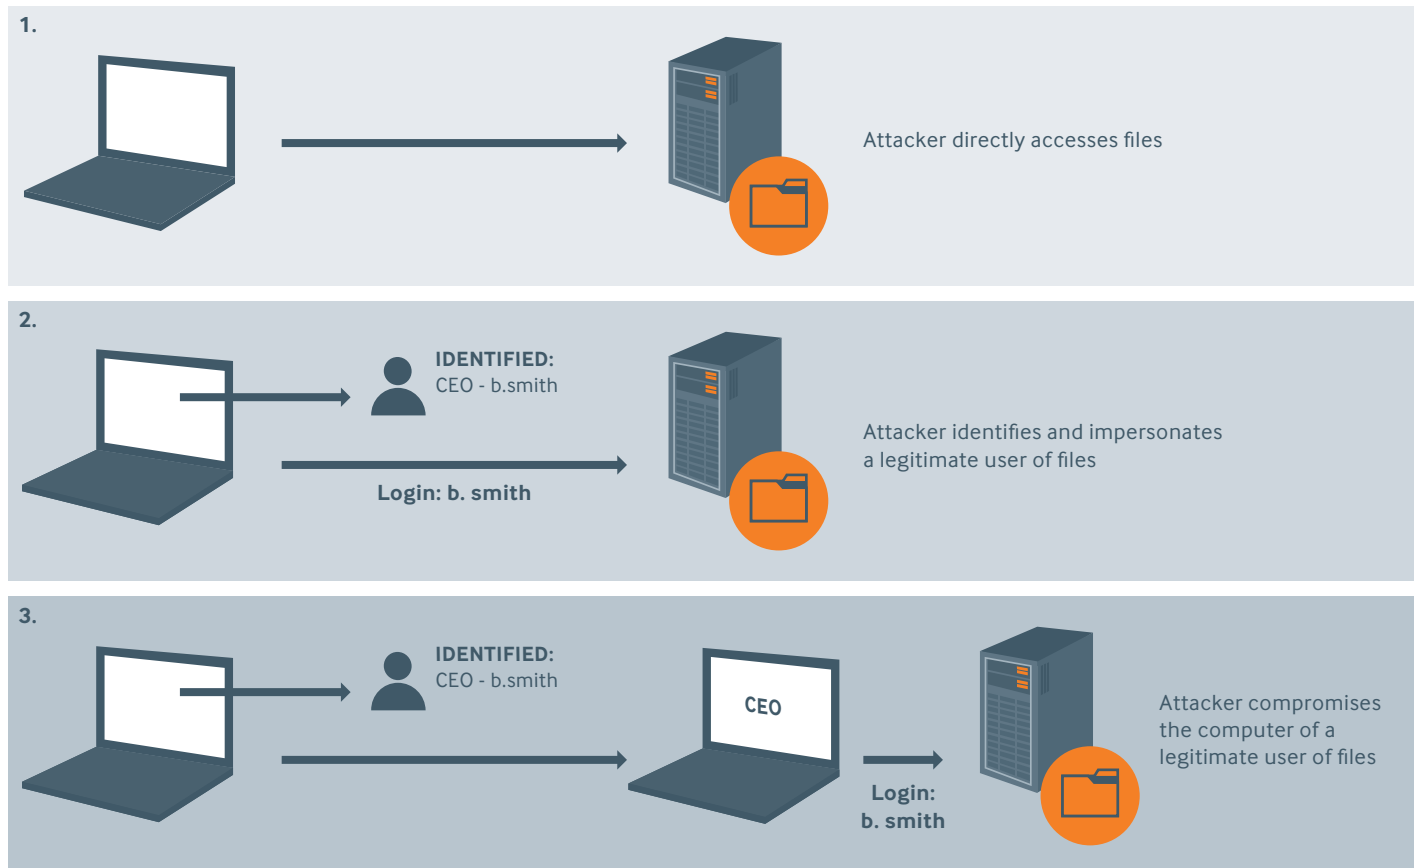 1.
Attacker directly accesses files
2.
IDENTIFIED:
CEO - b.smith
Login: b. smith
Attacker identifies and impersonates
a legitimate user of files
3.
IDENTIFIED:
CEO - b.smith
CEO
Login:
b. smith
Attacker compromises
the computer of a
legitimate user of files